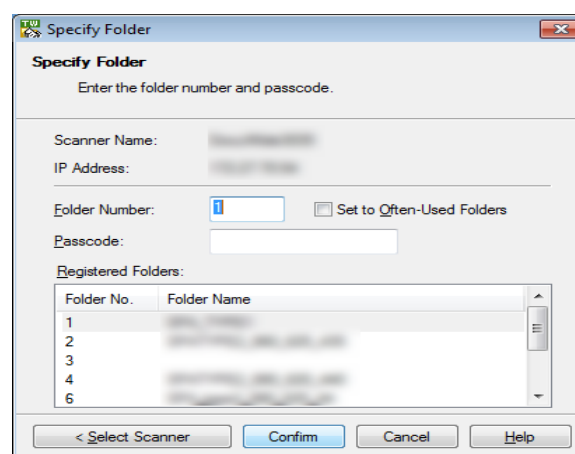 TW
Specify Folder
Specify Folder
Enter the folder number and passcode.
Scanner Name:
IP Address:
Folder Number: 1 Set to Often-Used Folders
Passcode:
Registered Folders:
Folder No. Folder Name
1
2
3
4
6
< Select Scanner Confirm Cancel Help